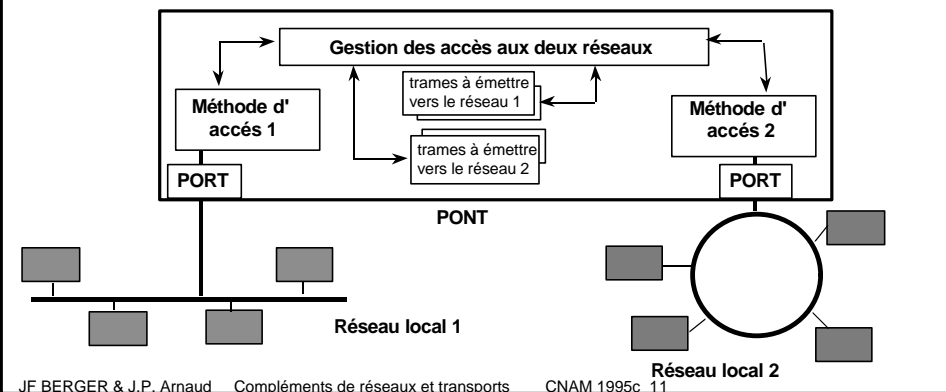 Gestion des accès aux deux réseaux
trames à émettre
vers le réseau 1
Méthode d'
accés 1
Méthode d'
accés 2
trames à émettre
vers le réseau 2
PORT
PORT
PONT
Réseau local 1
Réseau local 2
JF BERGER & J.P. Arnaud Compléments de réseaux et transports CNAM 1995c 11